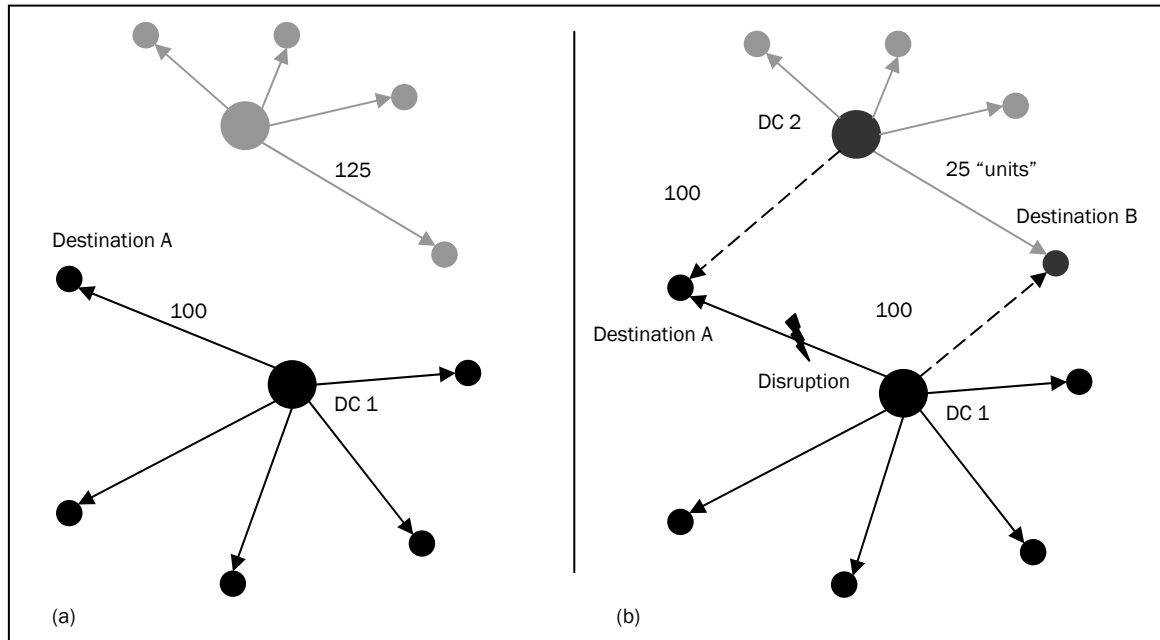 125
Destination A
100
DC 1
(a)
DC 2
100
25 “units”
Destination B
100
Destination A
Disruption
DC 1
(b)